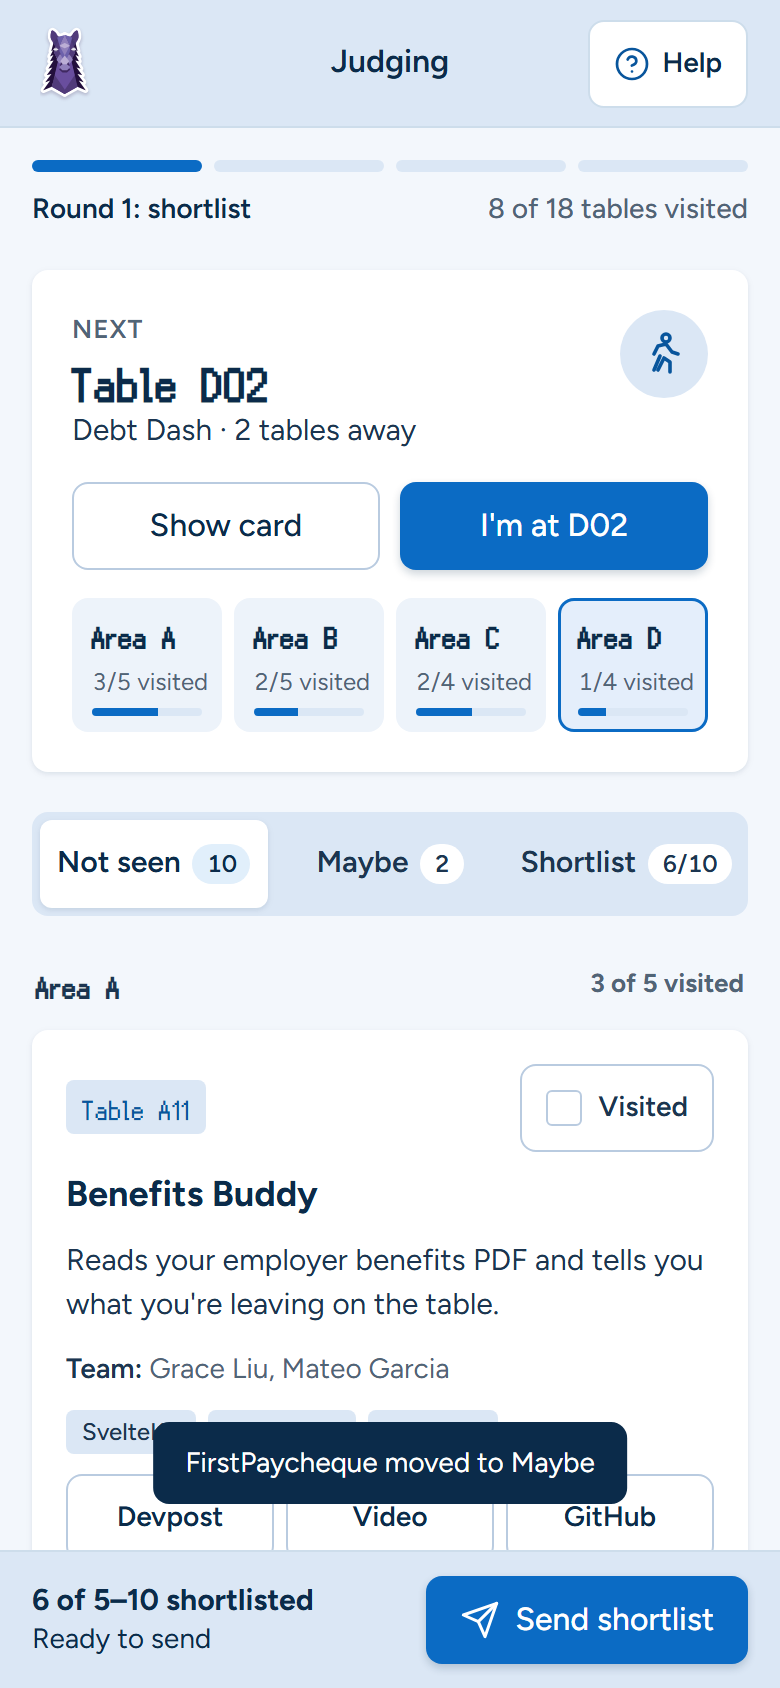 Judging
Help
Round 1: shortlist
8 of 18 tables visited
NEXT
Table D02
Debt Dash · 2 tables away
Show card
I'm at D02
Area A
3/5 visited
Area B
2/5 visited
Area C
2/4 visited
Area D
1/4 visited
Not seen 10
Maybe 2
Shortlist 6/10
Area A
3 of 5 visited
Table A11
Visited
Benefits Buddy
Reads your employer benefits PDF and tells you
what you're leaving on the table.
Team: Grace Liu, Mateo Garcia
FirstPaycheque moved to Maybe
Devpost
Video
GitHub
6 of 5–10 shortlisted
Ready to send
Send shortlist